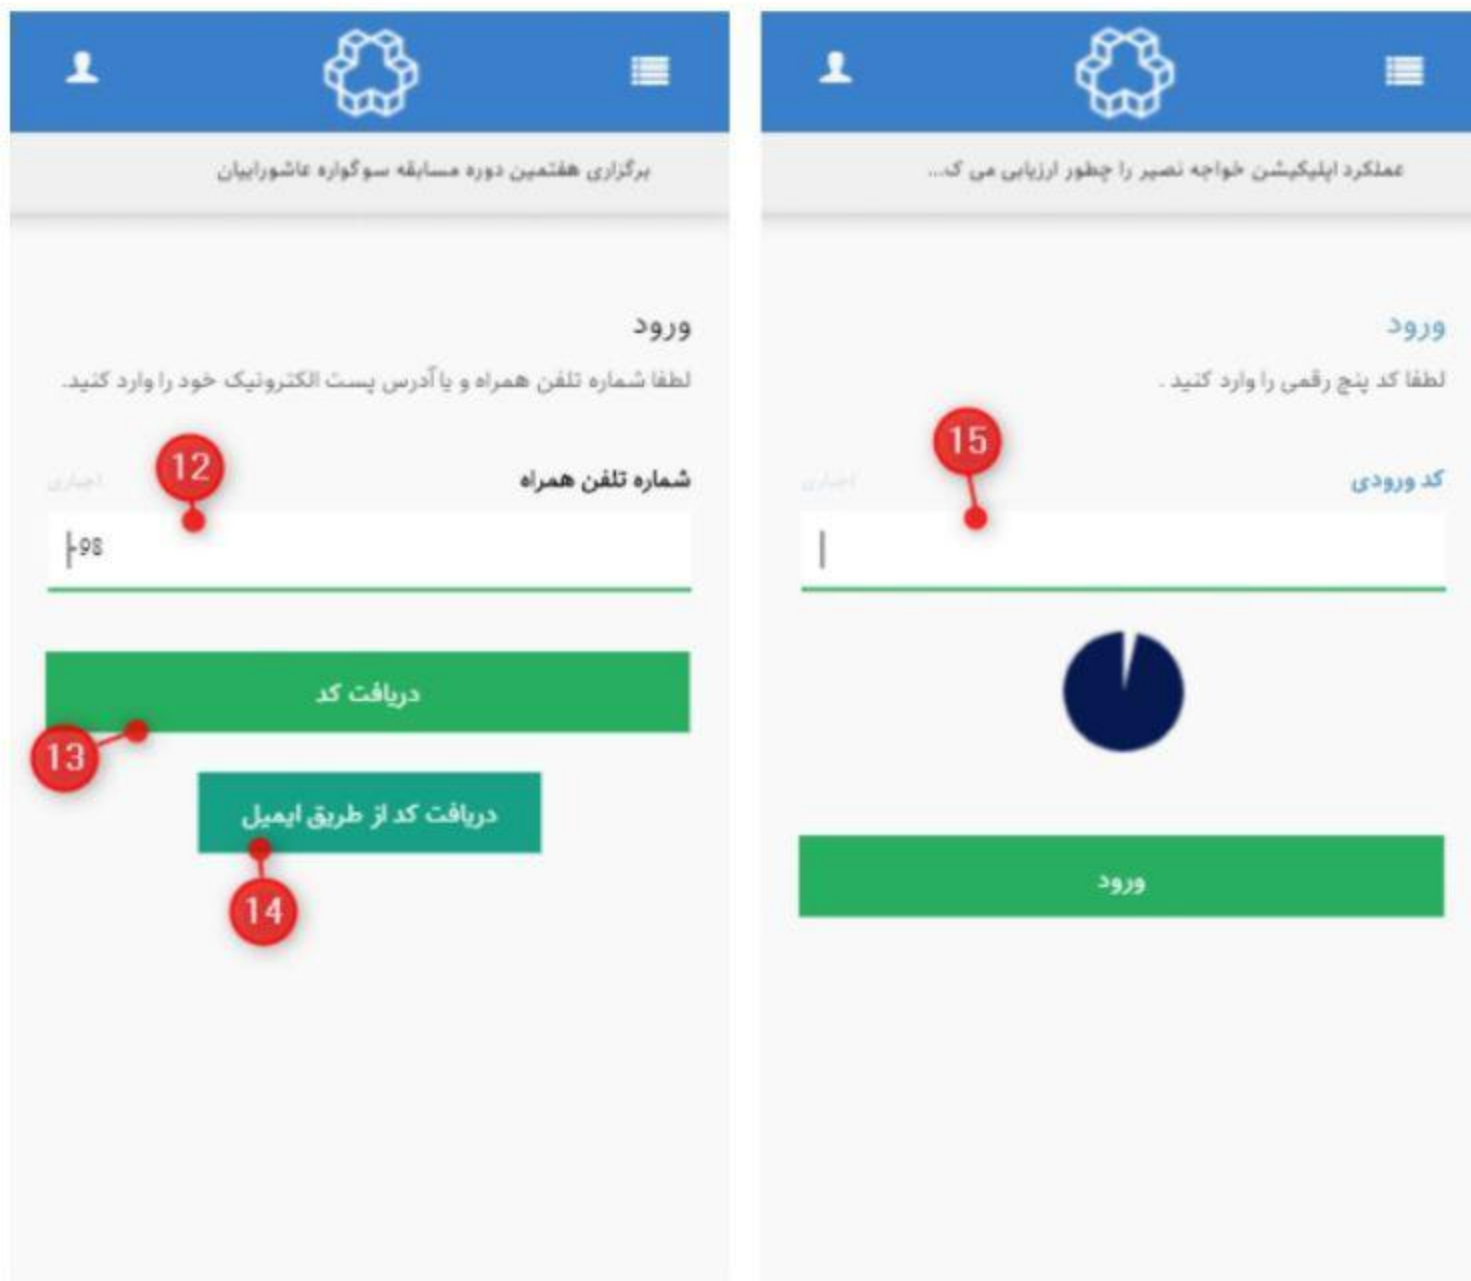 برگزاری هفتمین دوره مسابقه سوگواره عاشوراییان
ورود
لطفا شماره تلفن همراه و یا آدرس پست الکترونیک خود را وارد کنید.
12
شماره تلفن همراه
اجباری
+98
دریافت کد
13
دریافت کد از طریق ایمیل
14
عملکرد اپلیکیشن خواجه نصیر را چطور ارزیابی می ک...
ورود
لطفا کد پنج رقمی را وارد کنید .
15
کد ورودی
اجباری
ورود